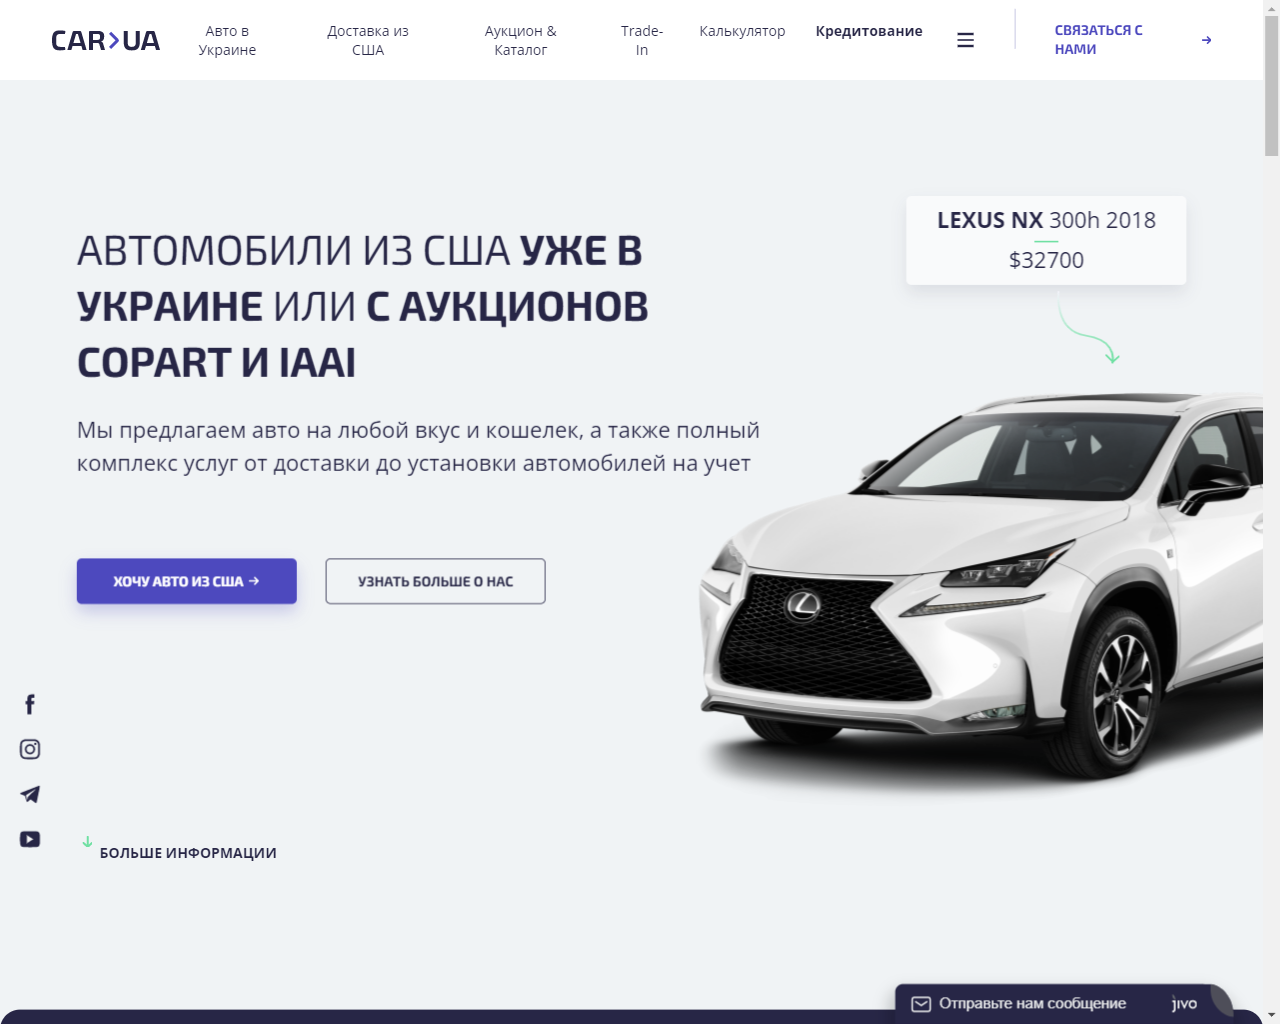 CAR UA
Авто в
Украине
Доставка из
США
Аукцион &
Каталог
Trade-
In
Калькулятор
Кредитование
СВЯЗАТЬСЯ С
НАМИ
LEXUS NX 300h 2018
$32700
АВТОМОБИЛИ ИЗ США УЖЕ В
УКРАИНЕ ИЛИ С АУКЦИОНОВ
COPART И IAAI
Мы предлагаем авто на любой вкус и кошелек, а также полный
комплекс услуг от доставки до установки автомобилей на учет
ХОЧУ АВТО ИЗ США
УЗНАТЬ БОЛЬШЕ О НАС
БОЛЬШЕ ИНФОРМАЦИИ
Отправьте нам сообщение
jivo